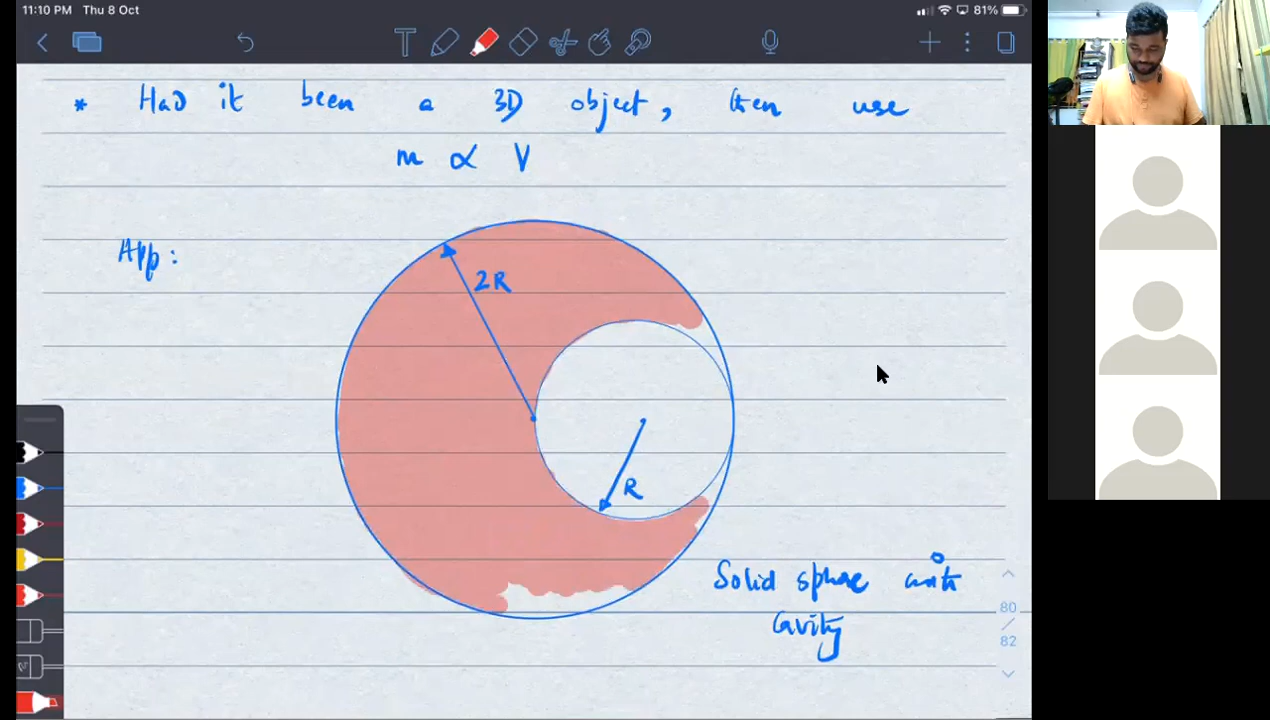 11:10 PM Thu 8 Oct
81%
* Had it been a 3D object, then use
m ∝ V
App:
2R
R
Solid sphere with
cavity
80
/
82